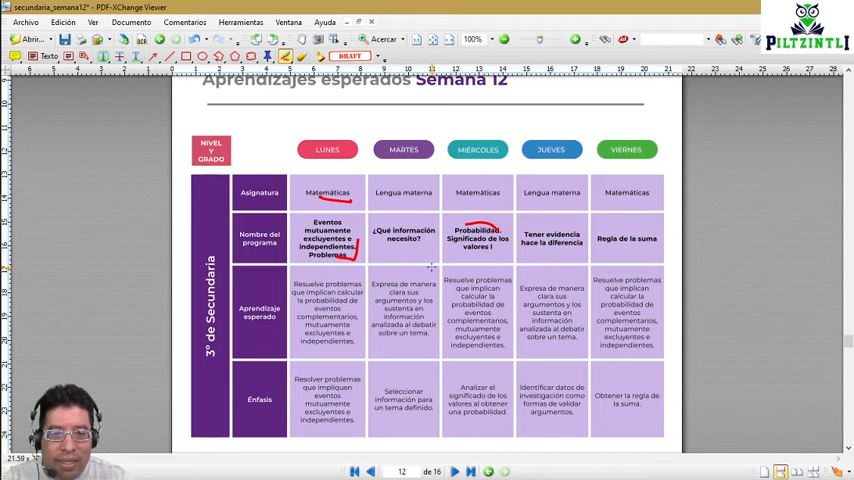 secundaria_semana12* - PDF-XChange Viewer
Archivo Edición Ver Documento Comentarios Herramientas Ventana Ayuda
Abrir... Acercar 100%
Texto DRAFT
PILTZINTLI
Aprendizajes esperados Semana 12
NIVEL
Y
GRADO
LUNES MARTES MIÉRCOLES JUEVES VIERNES
3° de Secundaria
Asignatura
Matemáticas
Lengua materna
Matemáticas
Lengua materna
Matemáticas
Nombre del
programa
Eventos
mutuamente
excluyentes e
independientes.
Problemas
¿Qué información
necesito?
Probabilidad.
Significado de los
valores I
Tener evidencia
hace la diferencia
Regla de la suma
Aprendizaje
esperado
Resuelve problemas
que implican calcular
la probabilidad de
eventos
complementarios,
mutuamente
excluyentes e
independientes.
Expresa de manera
clara sus
argumentos y los
sustenta en
información
analizada al debatir
sobre un tema.
Resuelve problemas
que implican
calcular la
probabilidad de
eventos
complementarios,
mutuamente
excluyentes e
independientes.
Expresa de manera
clara sus
argumentos y los
sustenta en
información
analizada al debatir
sobre un tema.
Resuelve problemas
que implican
calcular la
probabilidad de
eventos
complementarios,
mutuamente
excluyentes e
independientes.
Énfasis
Resolver problemas
que impliquen
eventos
mutuamente
excluyentes e
independientes.
Seleccionar
información para
un tema definido.
Analizar el
significado de los
valores al obtener
una probabilidad.
Identificar datos de
investigación como
formas de validar
argumentos.
Obtener la regla de
la suma.
12 de 16